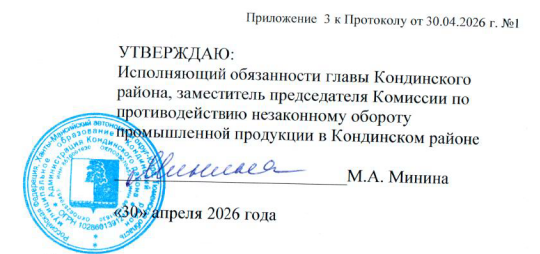 Приложение 3 к Протоколу от 30.04.2026 г. №1
УТВЕРЖДАЮ:
Исполняющий обязанности главы Кондинского
района, заместитель председателя Комиссии по
противодействию незаконному обороту
промышленной продукции в Кондинском районе
М.А. Минина
«30» апреля 2026 года